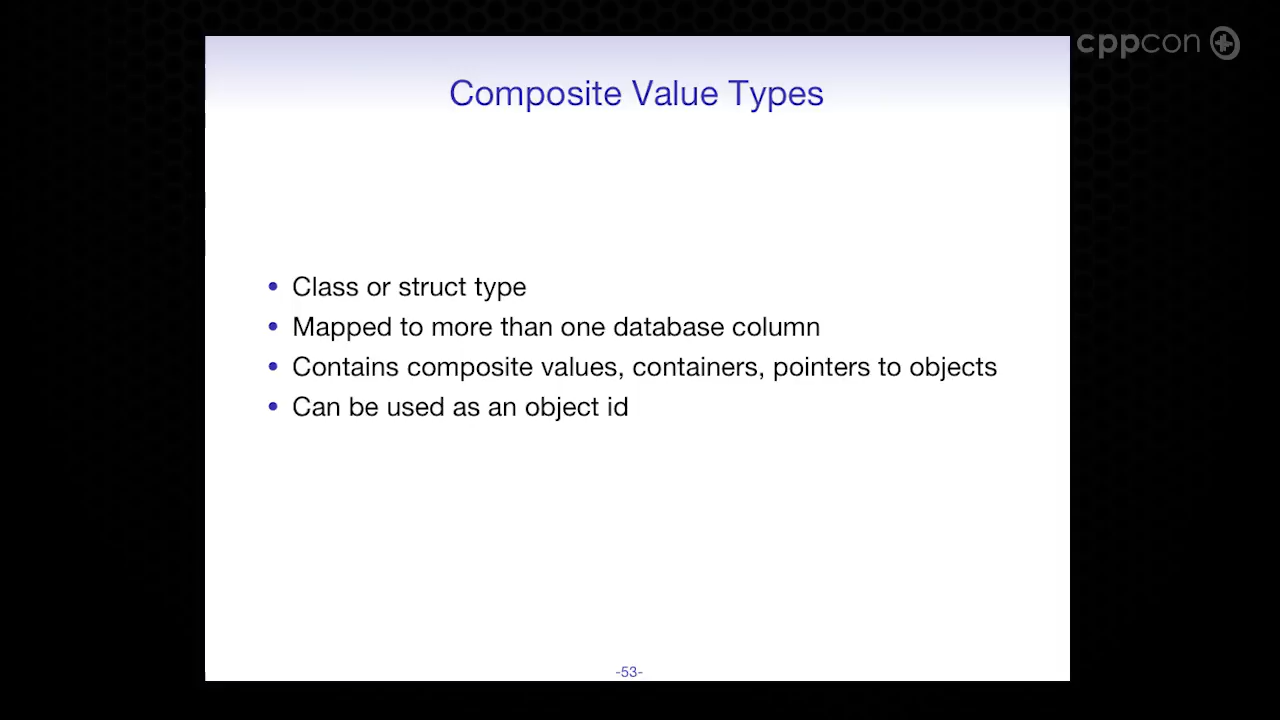 cppcon
Composite Value Types
• Class or struct type
• Mapped to more than one database column
• Contains composite values, containers, pointers to objects
• Can be used as an object id
-53-